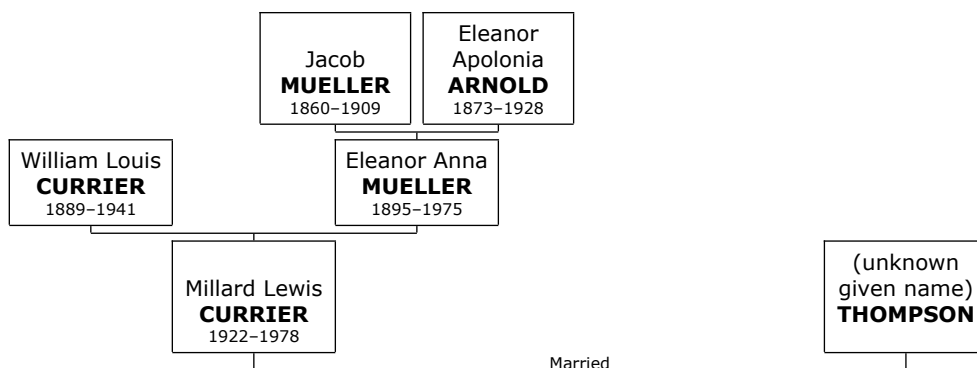 Jacob
MUELLER
1860–1909
Eleanor
Apolonia
ARNOLD
1873–1928
William Louis
CURRIER
1889–1941
Eleanor Anna
MUELLER
1895–1975
Millard Lewis
CURRIER
1922–1978
(unknown
given name)
THOMPSON
Married